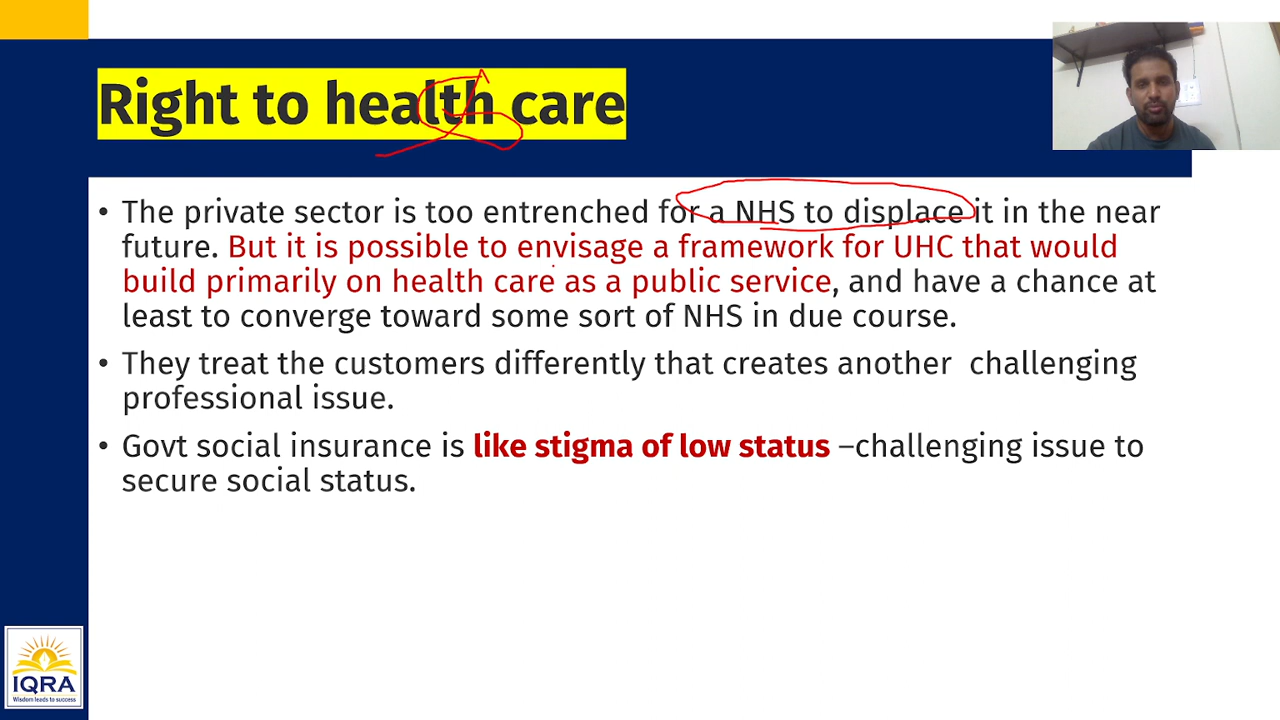 Right to health care
• The private sector is too entrenched for a NHS to displace it in the near
future. But it is possible to envisage a framework for UHC that would
build primarily on health care as a public service, and have a chance at
least to converge toward some sort of NHS in due course.
• They treat the customers differently that creates another challenging
professional issue.
• Govt social insurance is like stigma of low status –challenging issue to
secure social status.
IQRA
Wisdom leads to success